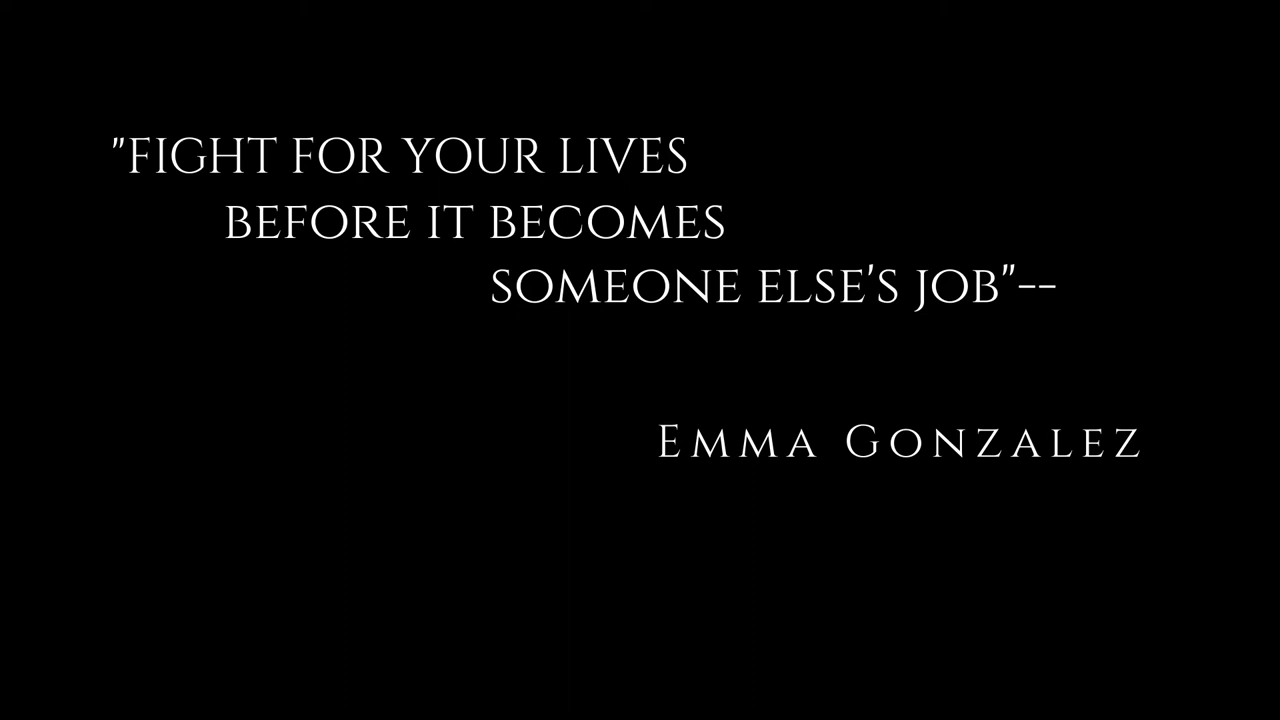 "FIGHT FOR YOUR LIVES
BEFORE IT BECOMES
SOMEONE ELSE'S JOB"--
EMMA GONZALEZ